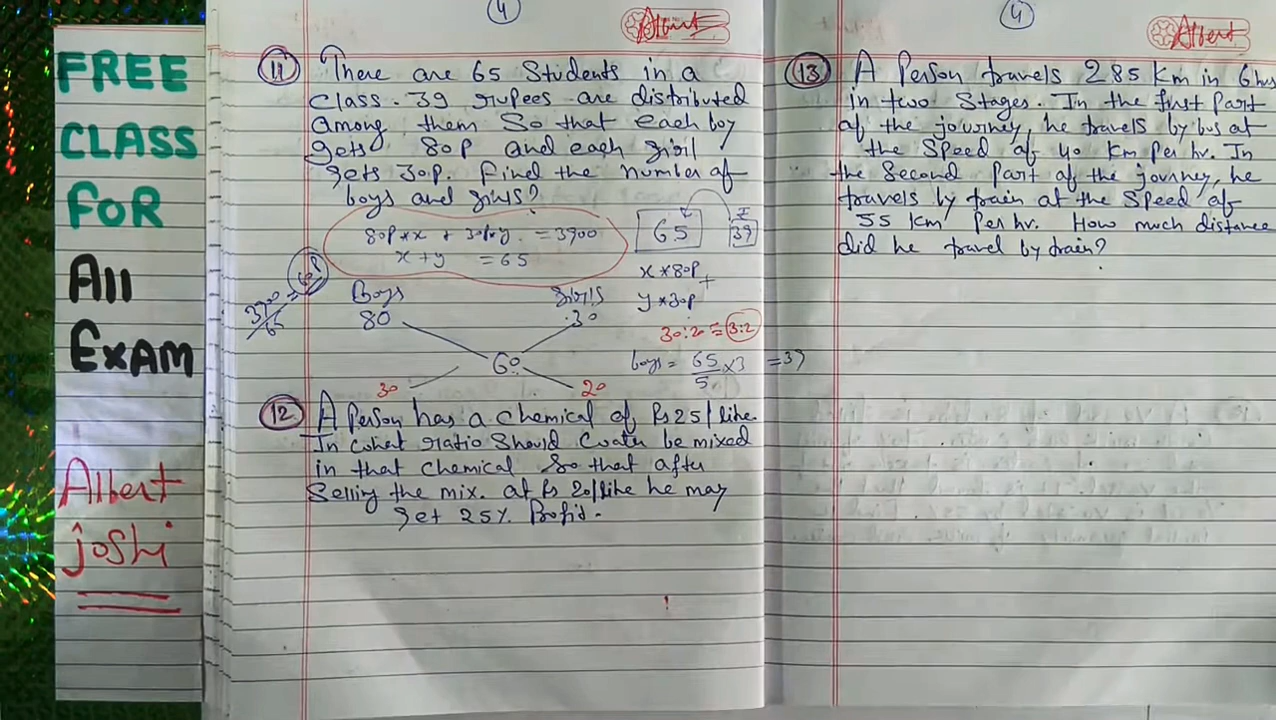 FREE
CLASS
FoR
All
ExAM
Albert
joshi
4
Albert
11 There are 65 Students in a
class. 39 rupees are distributed
among them So that each boy
gets 80p and each girl
gets 30p. Find the number of
boys and girls?
80p*x + 30p*y = 3900
x+y = 65
65
39
x*80p+
y*30p
3900/65 = 60p
Boys girls
80 30
60
30 20
30:20 = 3:2
boys = 65/5 x3 = 39
12 A Person has a chemical of Rs 25/litre
In what ratio Should water be mixed
in that chemical So that after
Selling the mix. at Rs 20/litre he may
get 25% Profit.
4
Albert
13 A Person travels 285 Km in 6 hrs
in two Stages. In the first Part
of the journey, he travels by bus at
the Speed of 40 Km Per hr. In
the Second Part of the journey, he
travels by train at the Speed of
55 Km Per hr. How much distance
did he travel by train?